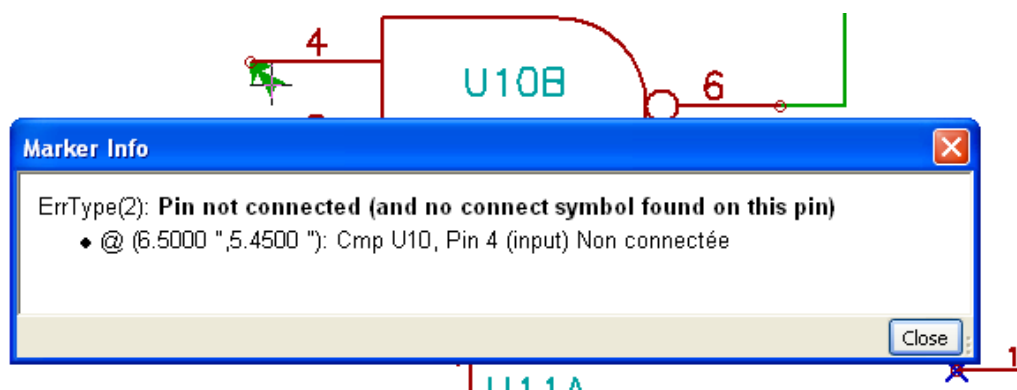 4
U10B
6
Marker Info
ErrType(2): Pin not connected (and no connect symbol found on this pin)
● @ (6.5000 ",5.4500 "): Cmp U10, Pin 4 (input) Non connectée
Close
1
U11A